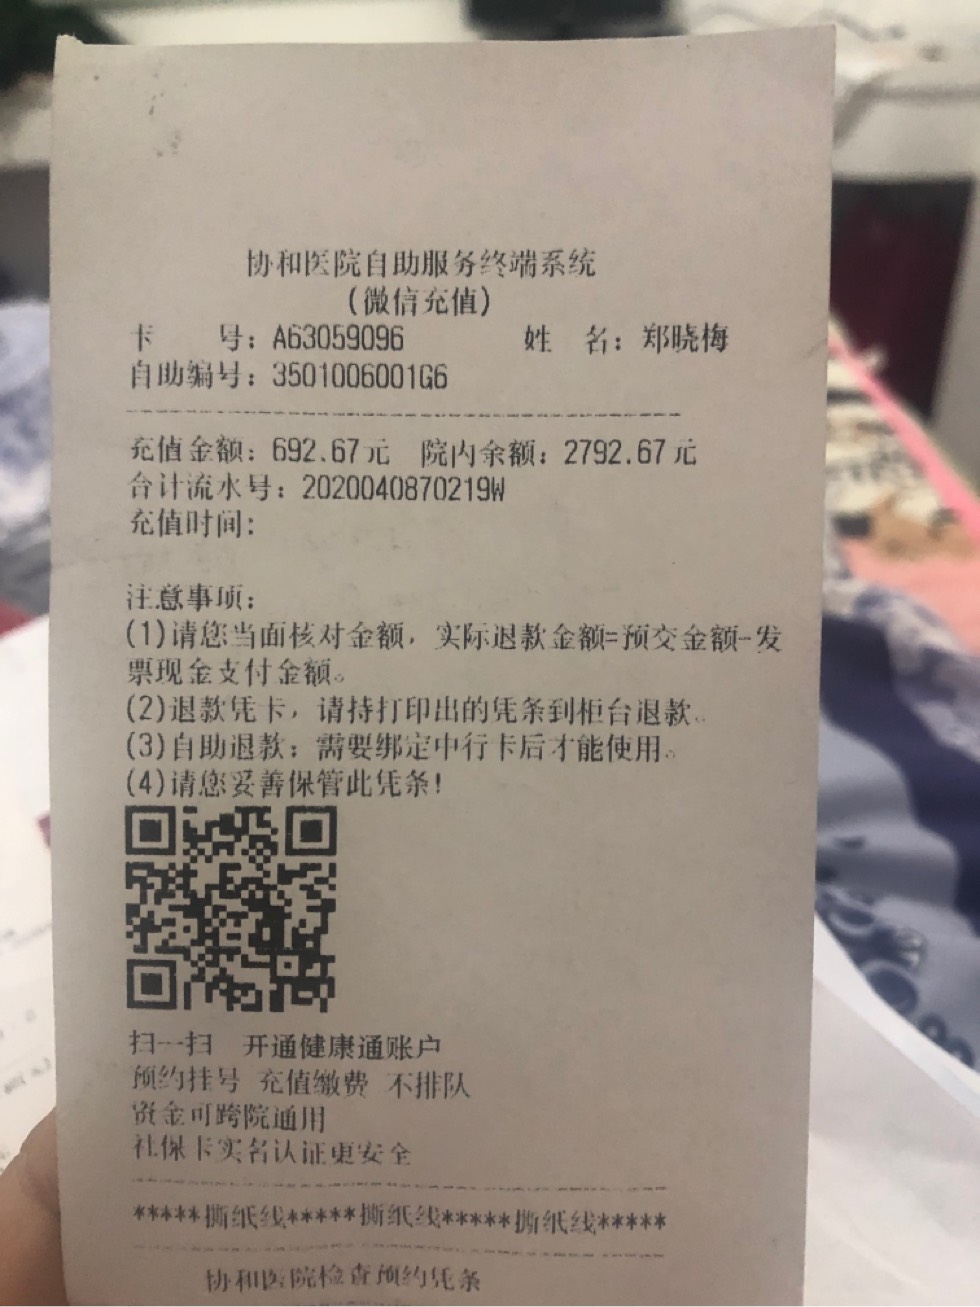 协和医院自助服务终端系统
(微信充值)
卡 号：A63059096 姓 名：郑晓梅
自助编号：3501006001G6
充值金额：692.67元 院内余额：2792.67元
合计流水号：2020040870219W
充值时间：
注意事项：
(1)请您当面核对金额，实际退款金额=预交金额-发
票现金支付金额。
(2)退款凭卡，请持打印出的凭条到柜台退款。
(3)自助退款：需要绑定中行卡后才能使用。
(4)请您妥善保管此凭条！
扫一扫 开通健康通账户
预约挂号 充值缴费 不排队
资金可跨院通用
社保卡实名认证更安全
*****撕纸线*****撕纸线*****撕纸线*****
协和医院检查预约凭条